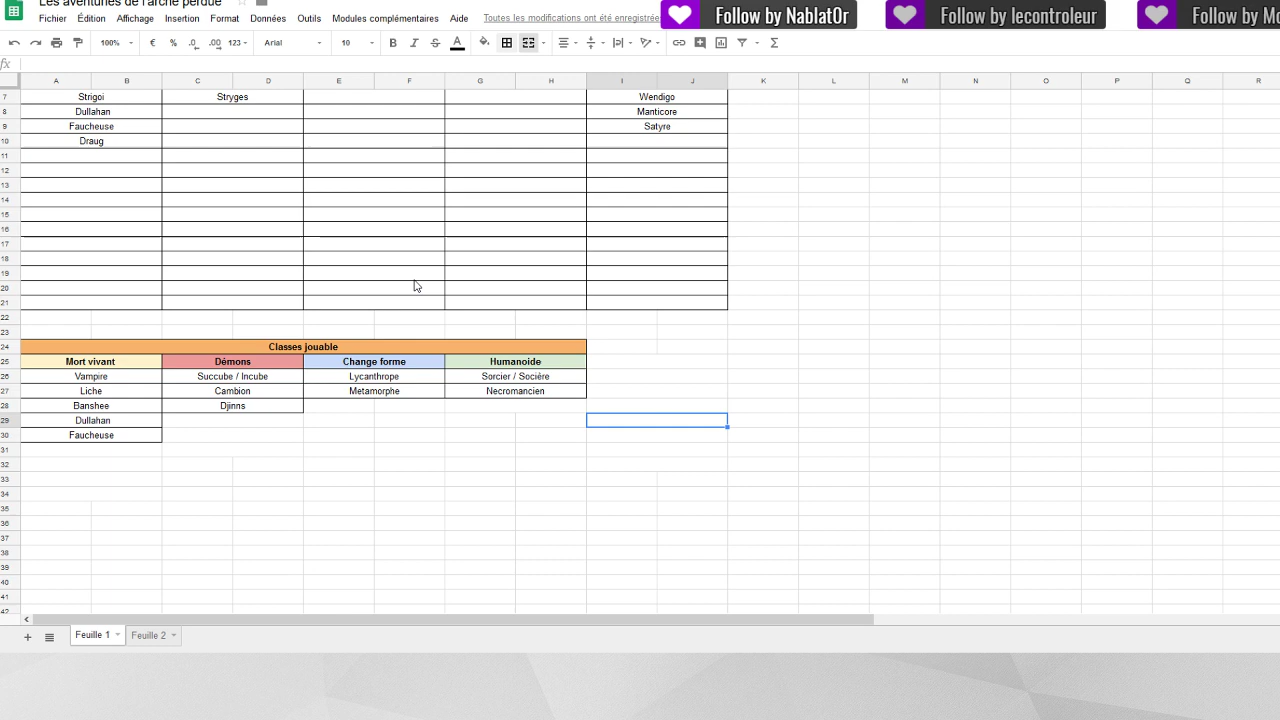 Les aventures de l'arche perdue
Follow by NablatOr
Follow by lecontroleur
Follow by Mo
Fichier Édition Affichage Insertion Format Données Outils Modules complémentaires Aide Toutes les modifications ont été enregistrées
100% € % .0 .00 123 Arial 10 B I S A
fx
A B C D E F G H I J K L M N O P Q R
7 Strigoi Stryges Wendigo
8 Dullahan Manticore
9 Faucheuse Satyre
10 Draug
11
12
13
14
15
16
17
18
19
20
21
22
23
24 Classes jouable
25 Mort vivant Démons Change forme Humanoide
26 Vampire Succube / Incube Lycanthrope Sorcier / Socière
27 Liche Cambion Metamorphe Necromancien
28 Banshee Djinns
29 Dullahan
30 Faucheuse
31
32
33
34
35
36
37
38
39
40
41
42
Feuille 1 Feuille 2